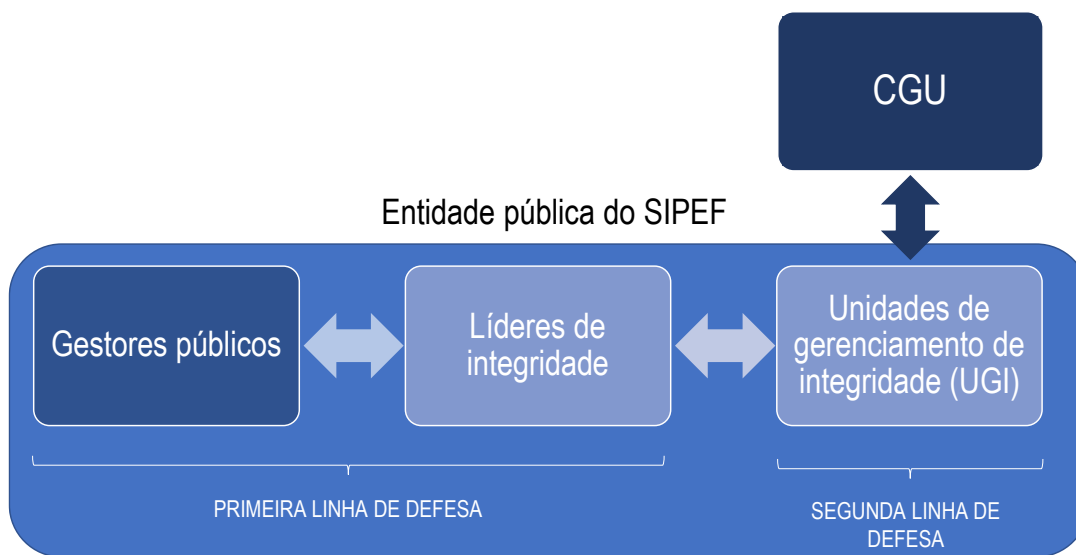 CGU
Entidade pública do SIPEF
Gestores públicos
Líderes de
integridade
Unidades de
gerenciamento de
integridade (UGI)
PRIMEIRA LINHA DE DEFESA
SEGUNDA LINHA DE
DEFESA